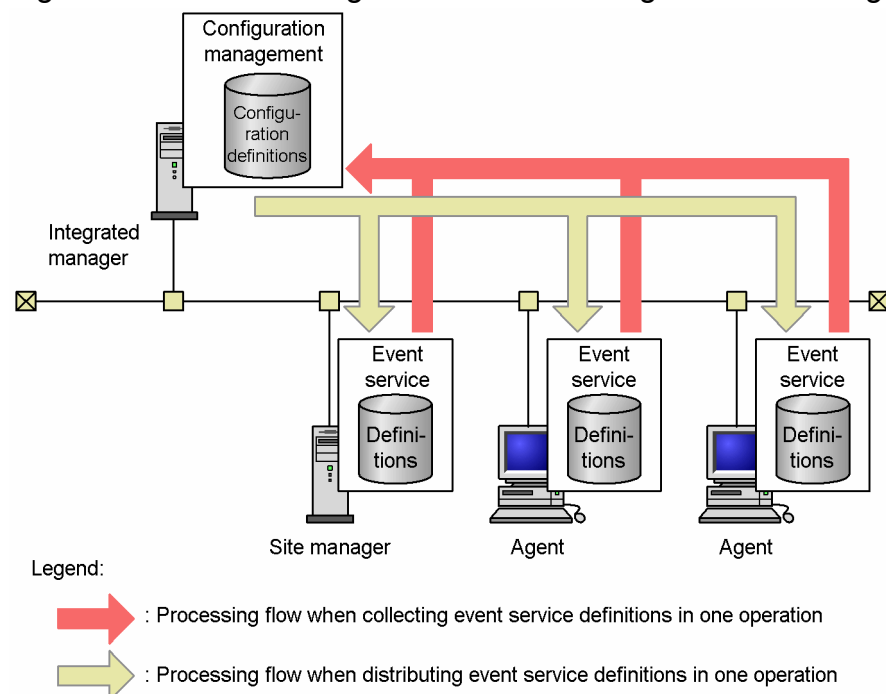 Configuration
management
Configu-
ration
definitions
Integrated
manager
Event
service
Defini-
tions
Event
service
Defini-
tions
Event
service
Defini-
tions
Site manager
Agent
Agent
Legend:
: Processing flow when collecting event service definitions in one operation
: Processing flow when distributing event service definitions in one operation